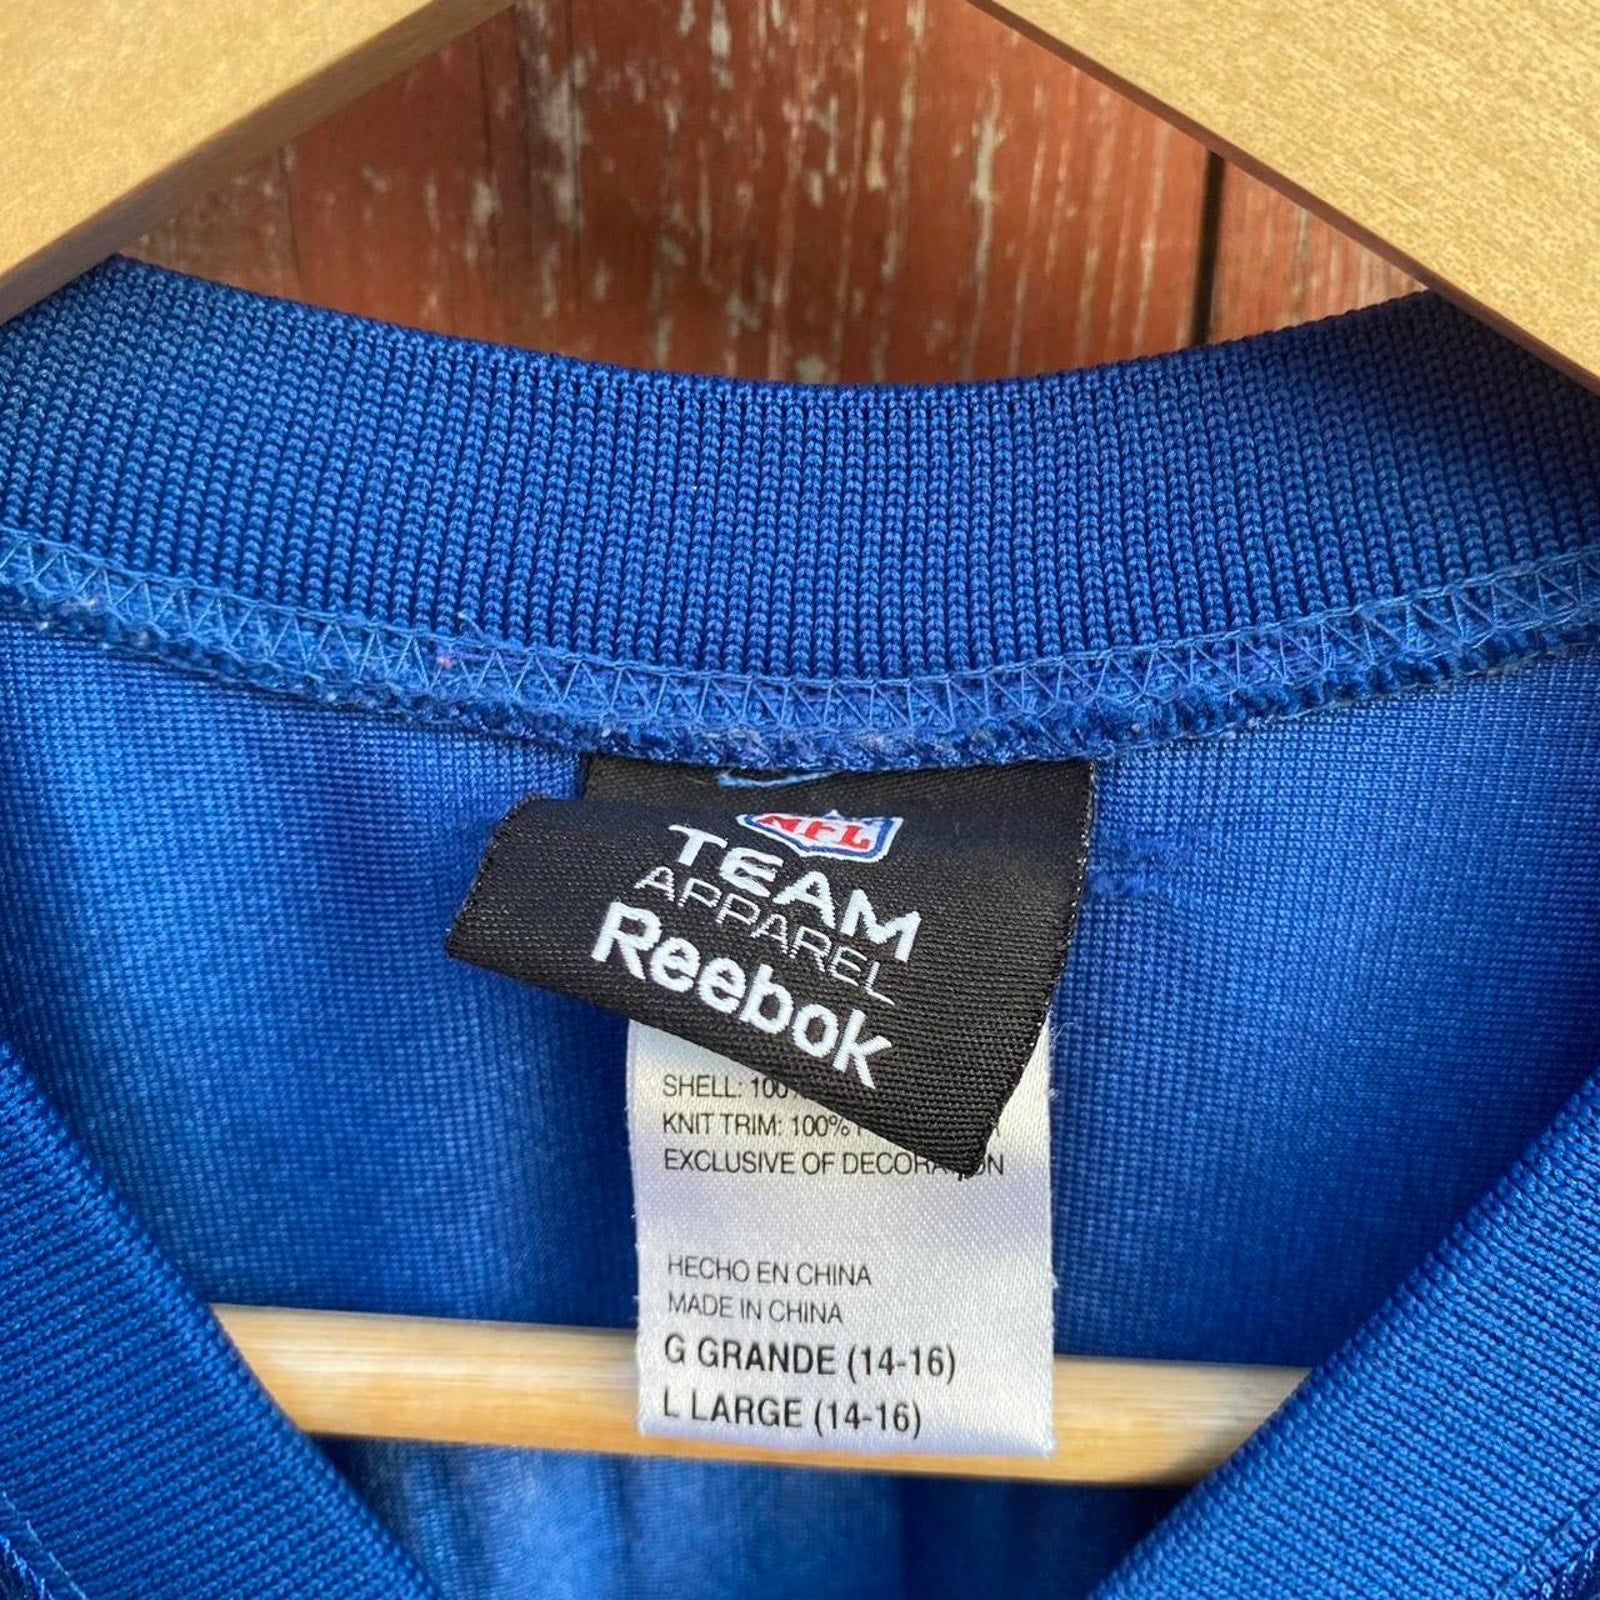 NFL
TEAM
APPAREL
Reebok
SHELL: 100%
KNIT TRIM: 100%
EXCLUSIVE OF DECORATION
HECHO EN CHINA
MADE IN CHINA
G GRANDE (14-16)
L LARGE (14-16)